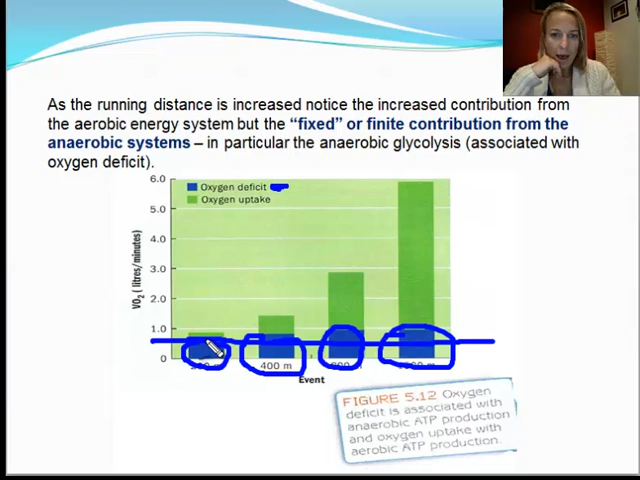 As the running distance is increased notice the increased contribution from
the aerobic energy system but the “fixed” or finite contribution from the
anaerobic systems – in particular the anaerobic glycolysis (associated with
oxygen deficit).
6.0
Oxygen deficit
Oxygen uptake
5.0
4.0
3.0
2.0
1.0
0
VO2 (litres/minutes)
400 m
Event
FIGURE 5.12 Oxygen
deficit is associated with
anaerobic ATP production
and oxygen uptake with
aerobic ATP production.